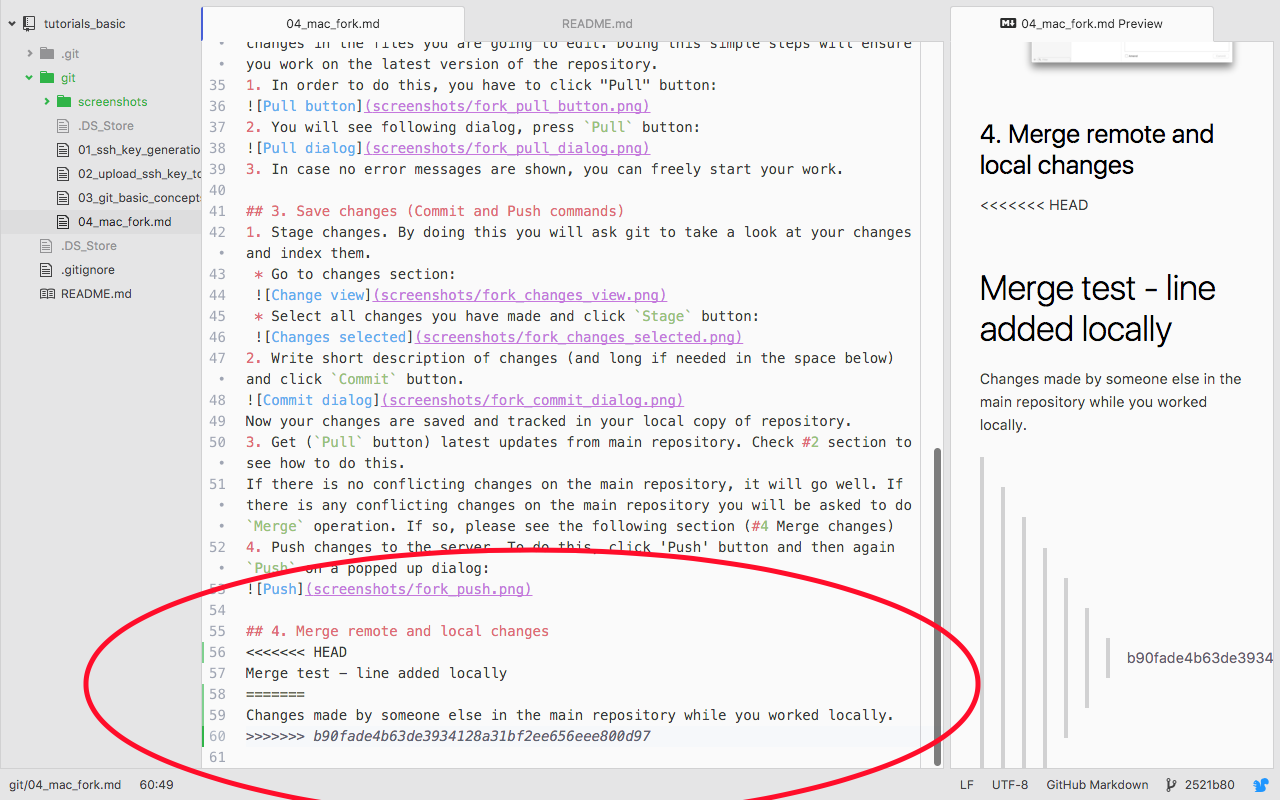 tutorials_basic
.git
git
screenshots
.DS_Store
01_ssh_key_generatio
02_upload_ssh_key_to
03_git_basic_concept
04_mac_fork.md
.DS_Store
.gitignore
README.md
04_mac_fork.md
README.md
changes in the files you are going to edit. Doing this simple steps will ensure
• you work on the latest version of the repository.
35 1. In order to do this, you have to click "Pull" button:
36 ![Pull button](screenshots/fork_pull_button.png)
37 2. You will see following dialog, press `Pull` button:
38 ![Pull dialog](screenshots/fork_pull_dialog.png)
39 3. In case no error messages are shown, you can freely start your work.
40
41 ## 3. Save changes (Commit and Push commands)
42 1. Stage changes. By doing this you will ask git to take a look at your changes
• and index them.
43 * Go to changes section:
44 ![Change view](screenshots/fork_changes_view.png)
45 * Select all changes you have made and click `Stage` button:
46 ![Changes selected](screenshots/fork_changes_selected.png)
47 2. Write short description of changes (and long if needed in the space below)
• and click `Commit` button.
48 ![Commit dialog](screenshots/fork_commit_dialog.png)
49 Now your changes are saved and tracked in your local copy of repository.
50 3. Get (`Pull` button) latest updates from main repository. Check #2 section to
• see how to do this.
51 If there is no conflicting changes on the main repository, it will go well. If
• there is any conflicting changes on the main repository you will be asked to do
• `Merge` operation. If so, please see the following section (#4 Merge changes)
52 4. Push changes to the server. To do this, click 'Push' button and then again
• `Push` on a popped up dialog:
53 ![Push](screenshots/fork_push.png)
54
55 ## 4. Merge remote and local changes
56 <<<<<<< HEAD
57 Merge test – line added locally
58 =======
59 Changes made by someone else in the main repository while you worked locally.
60 >>>>>>> b90fade4b63de3934128a31bf2ee656eee800d97
61
04_mac_fork.md Preview
4. Merge remote and
local changes
<<<<<<< HEAD
Merge test - line
added locally
Changes made by someone else in the
main repository while you worked
locally.
b90fade4b63de3934
git/04_mac_fork.md 60:49 LF UTF-8 GitHub Markdown 2521b80